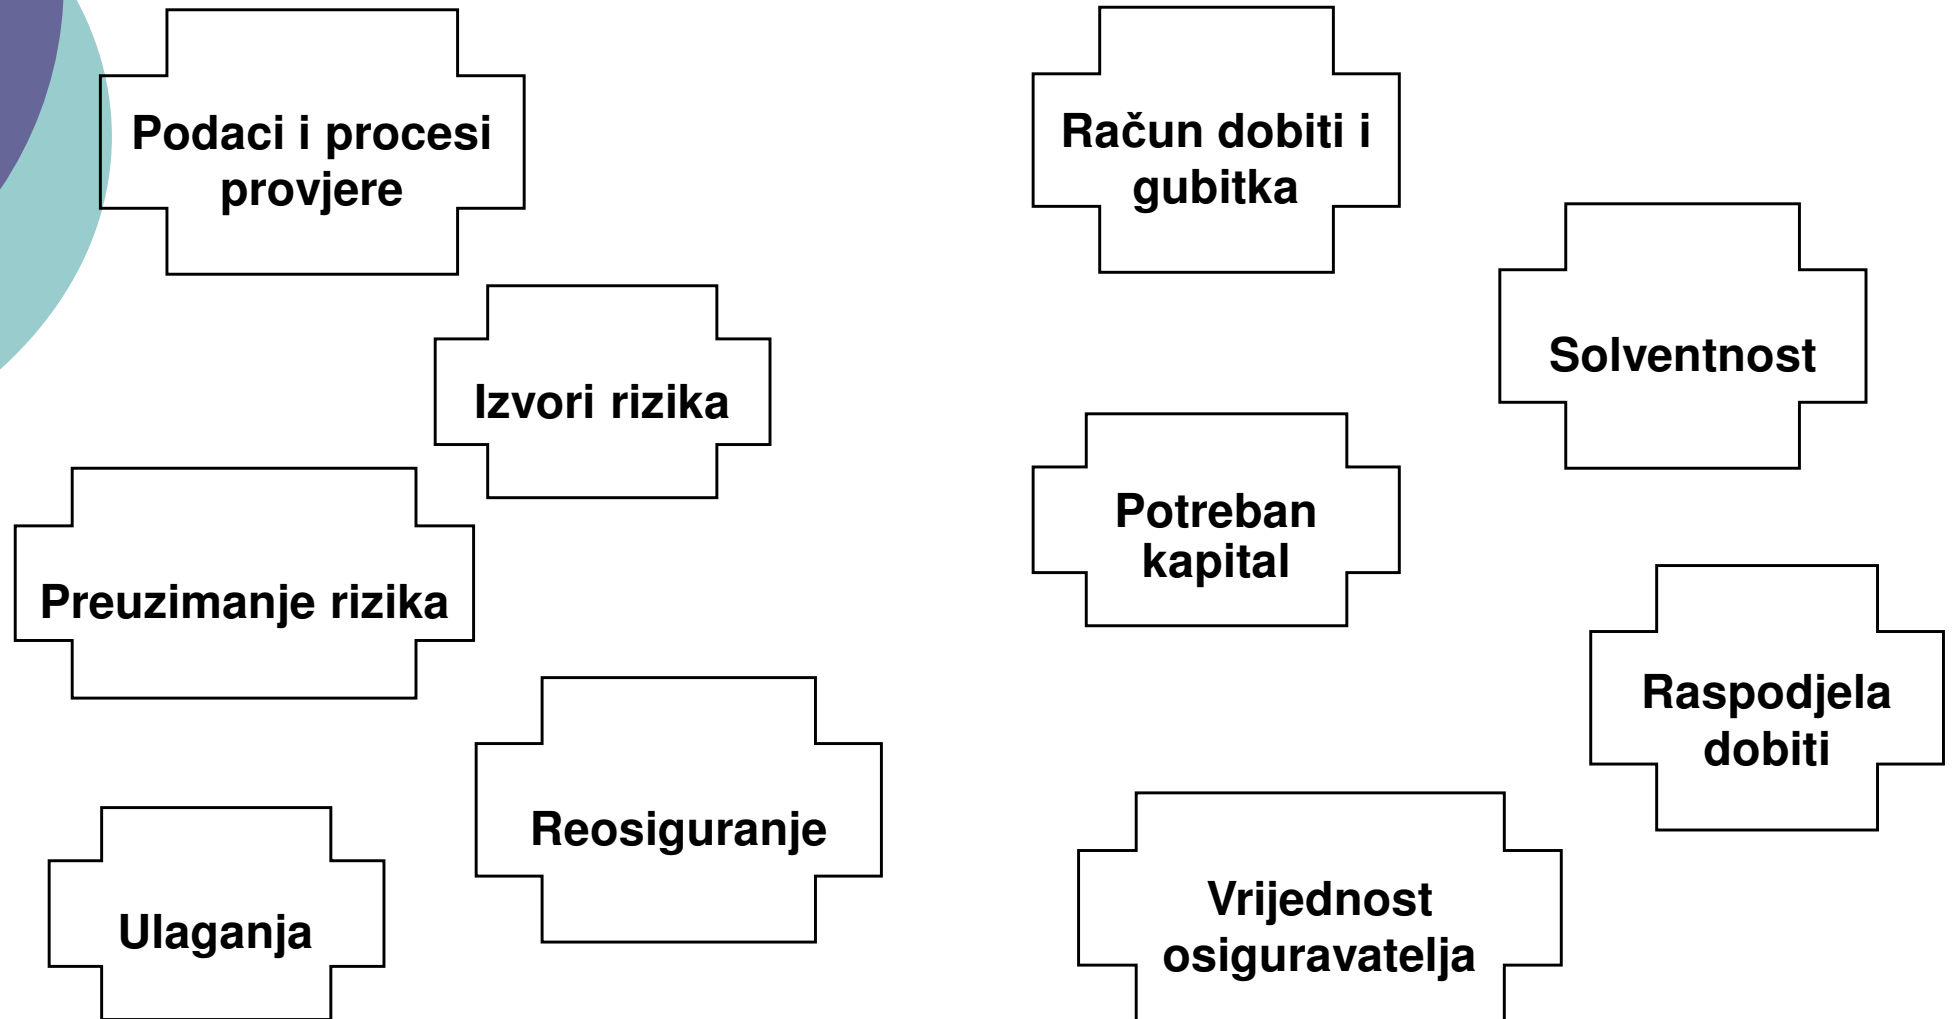 Podaci i procesi
provjere
Izvori rizika
Preuzimanje rizika
Reosiguranje
Ulaganja
Račun dobiti i
gubitka
Solventnost
Potreban
kapital
Raspodjela
dobiti
Vrijednost
osiguravatelja